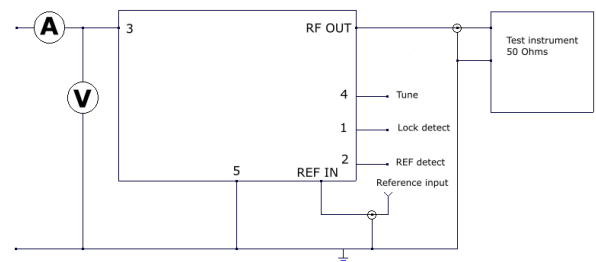 A
3
RF OUT
Test instrument
50 Ohms
V
4
Tune
1
Lock detect
2
REF detect
5
REF IN
Reference input